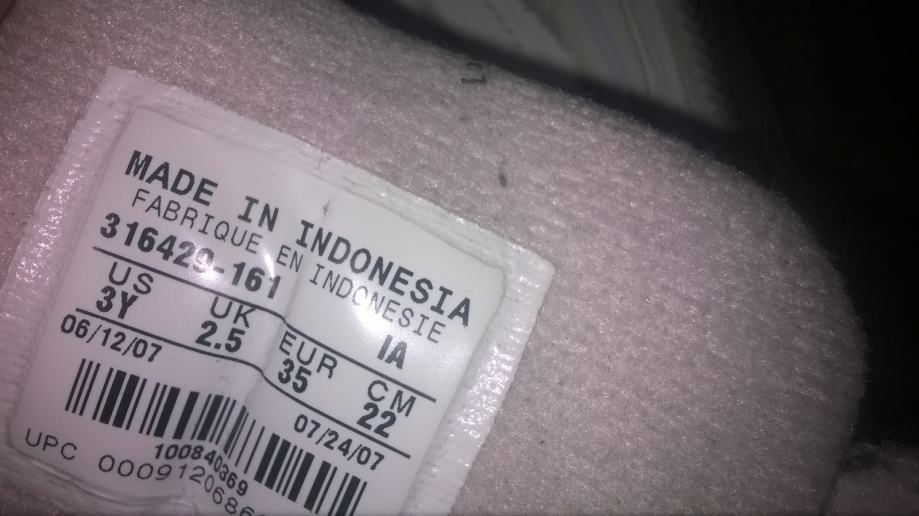 MADE IN INDONESIA
FABRIQUE EN INDONESIE
316429-161 IA
US UK EUR CM
3Y 2.5 35 22
06/12/07 07/24/07
100840369
UPC